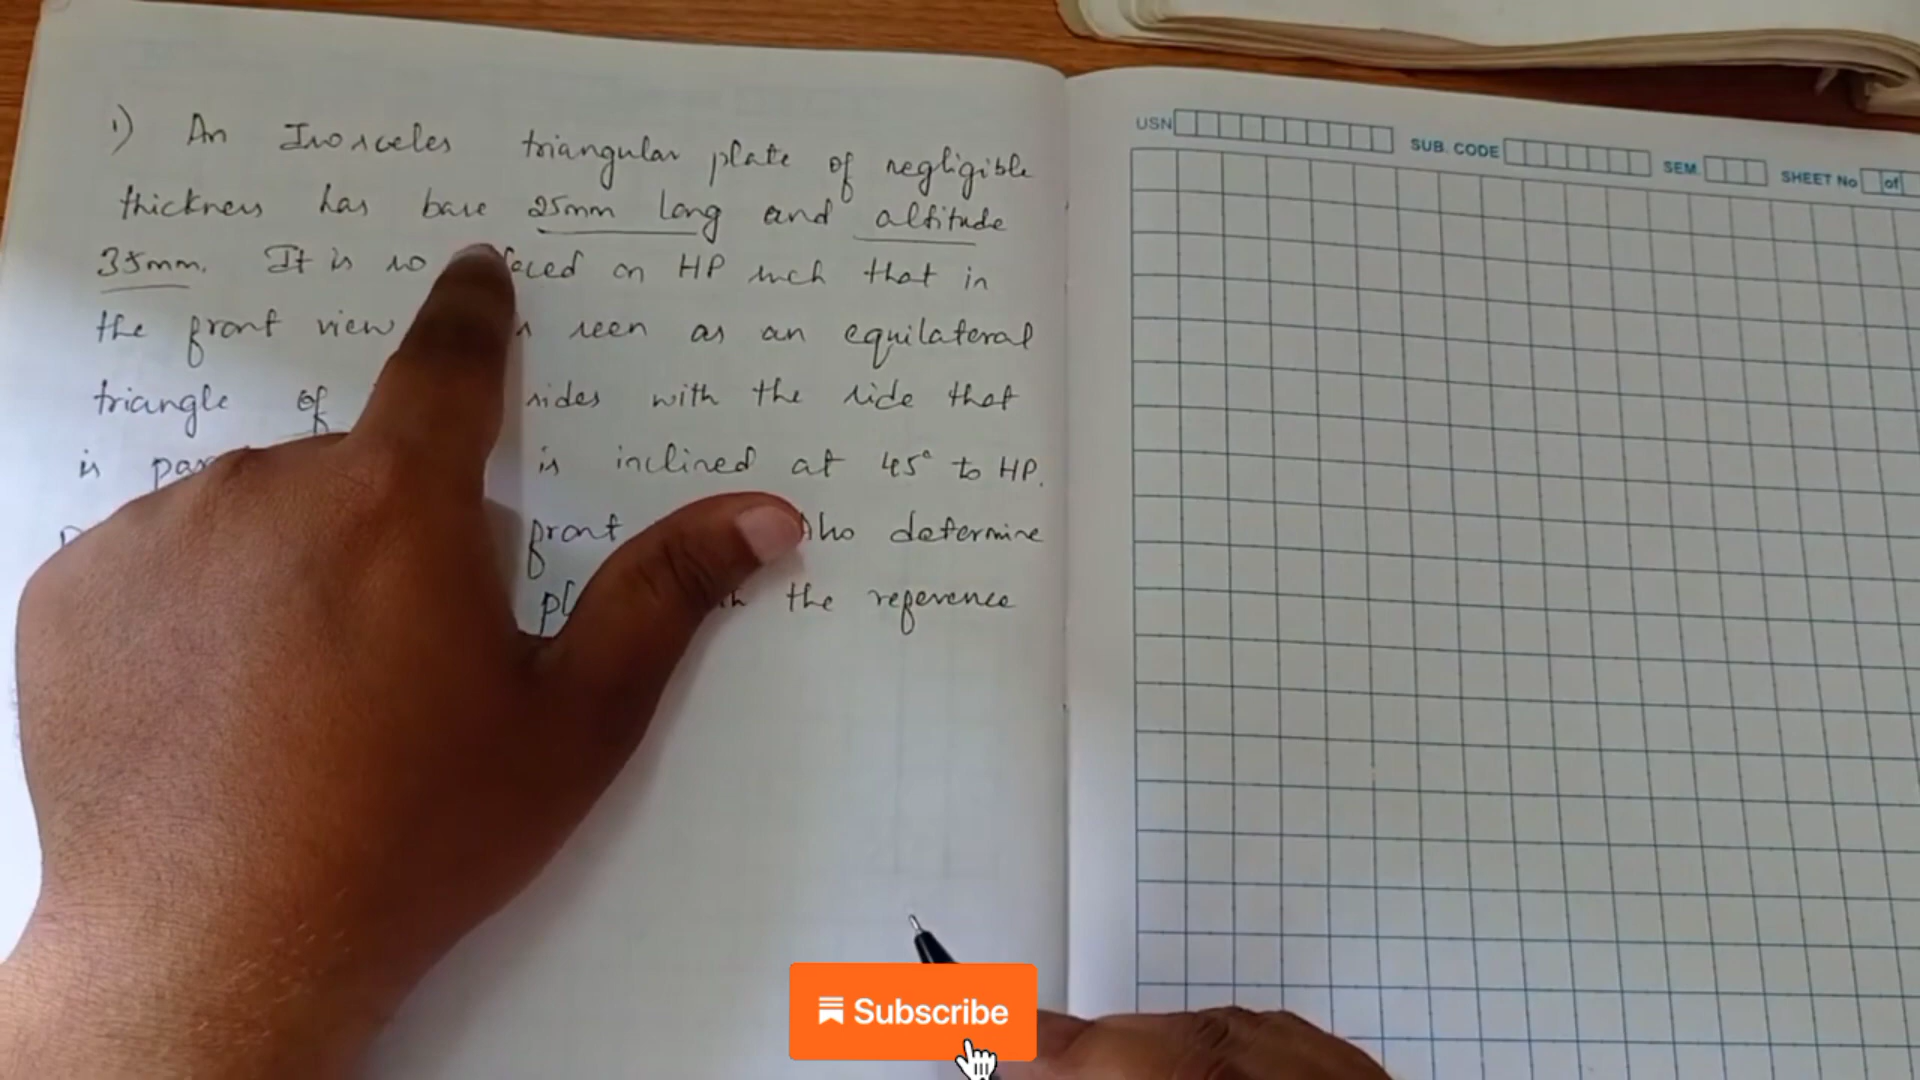 1) An Isosceles triangular plate of negligible
thickness has base 25mm long and altitude
35mm. It is so placed on HP such that in
the front view seen as an equilateral
triangle of sides with the side that
is is inclined at 45° to HP.
front Also determine
the reference
USN SUB. CODE SEM. SHEET No of
Subscribe